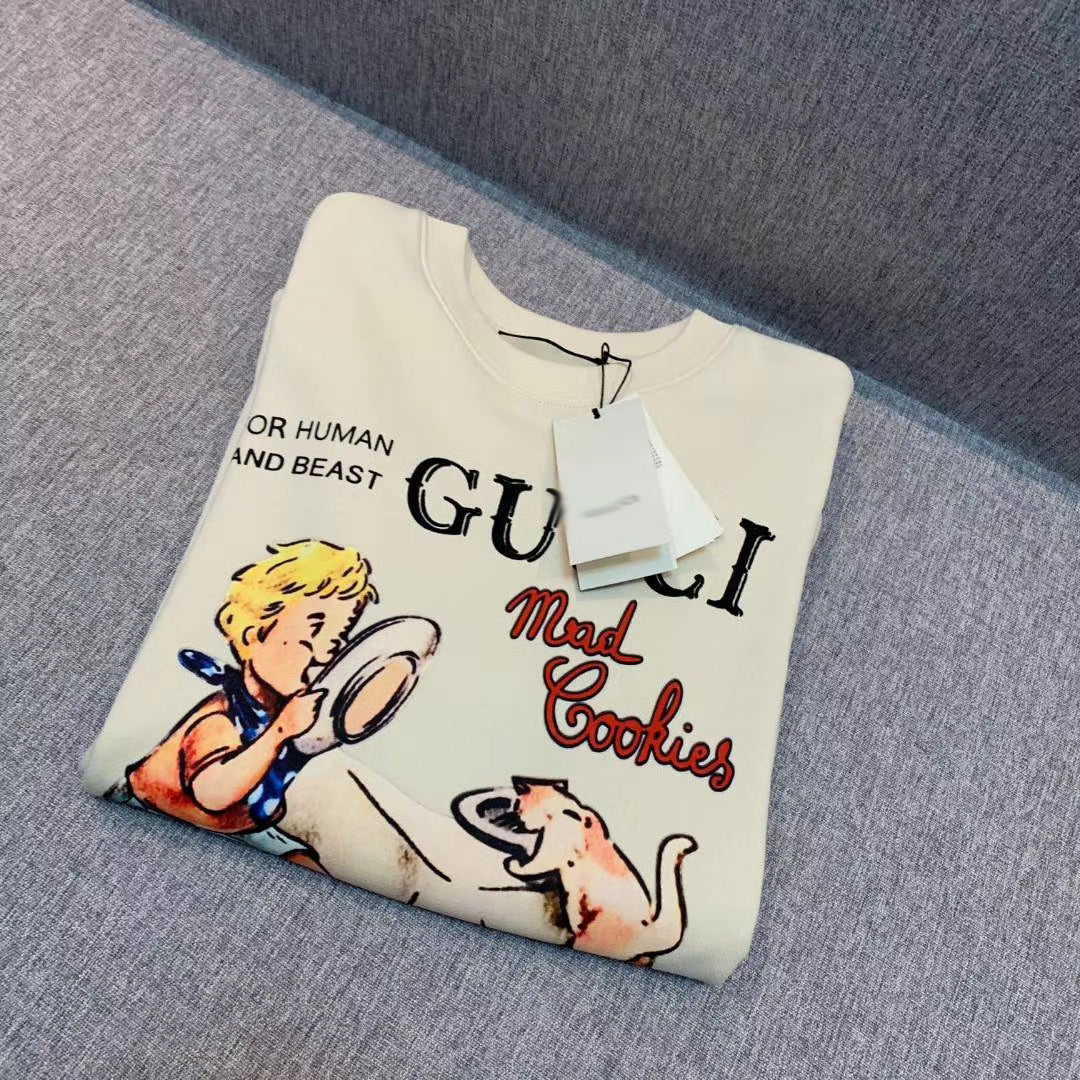 OR HUMAN
AND BEAST
GU CI
Mad
Cookies